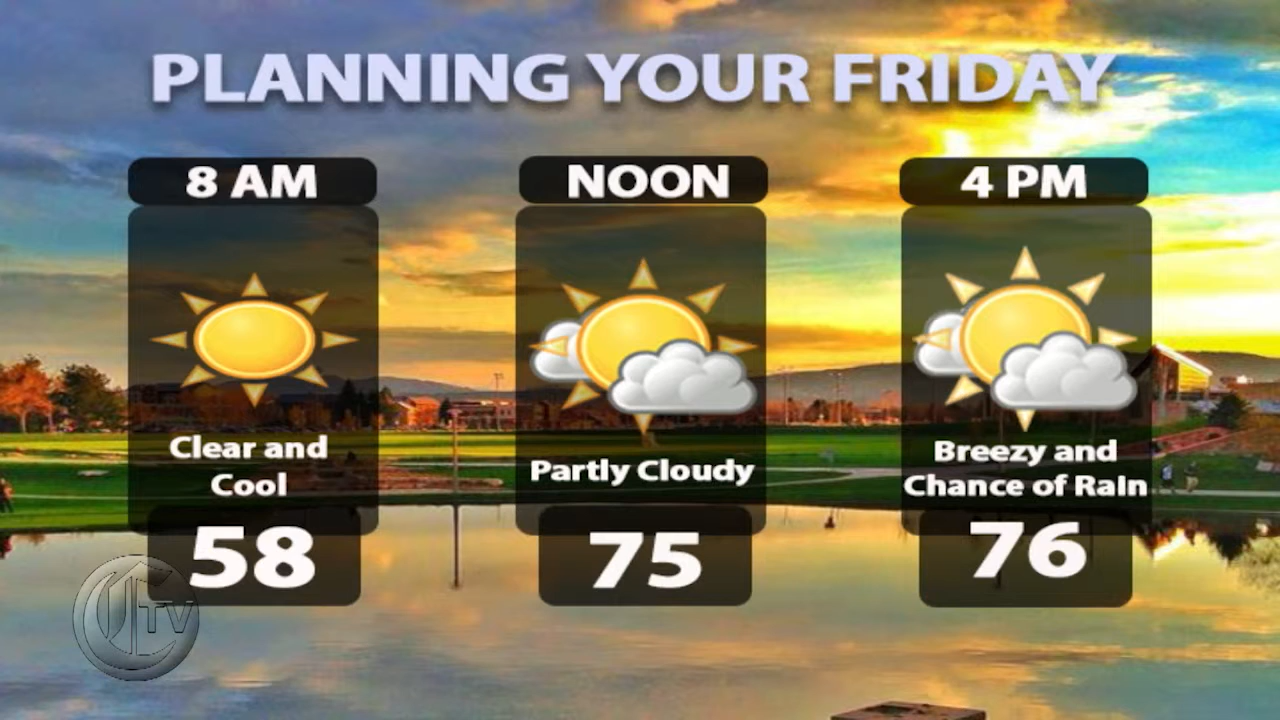 PLANNING YOUR FRIDAY
8 AM
NOON
4 PM
Clear and
Cool
Partly Cloudy
Breezy and
Chance of RaIn
58
75
76
CTV